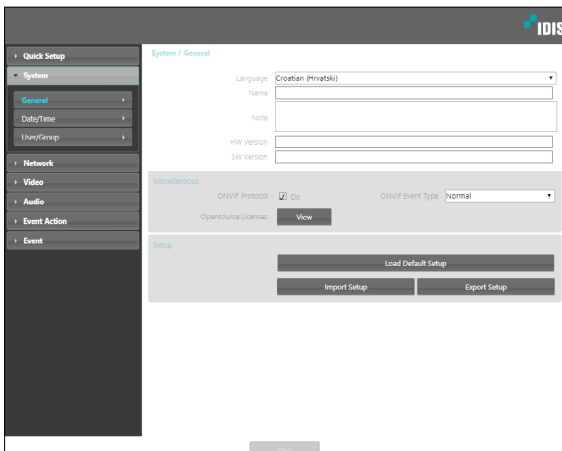 IDIS
Quick Setup
System
General
Date/Time
User/Group
Network
Video
Audio
Event Action
Event
System / General
Language Croatian (Hrvatski)
Name
Note
HW Version
SW Version
Miscellaneous
ONVIF Protocol On ONVIF Event Type Normal
Opensource Licenses View
Setup
Load Default Setup
Import Setup Export Setup